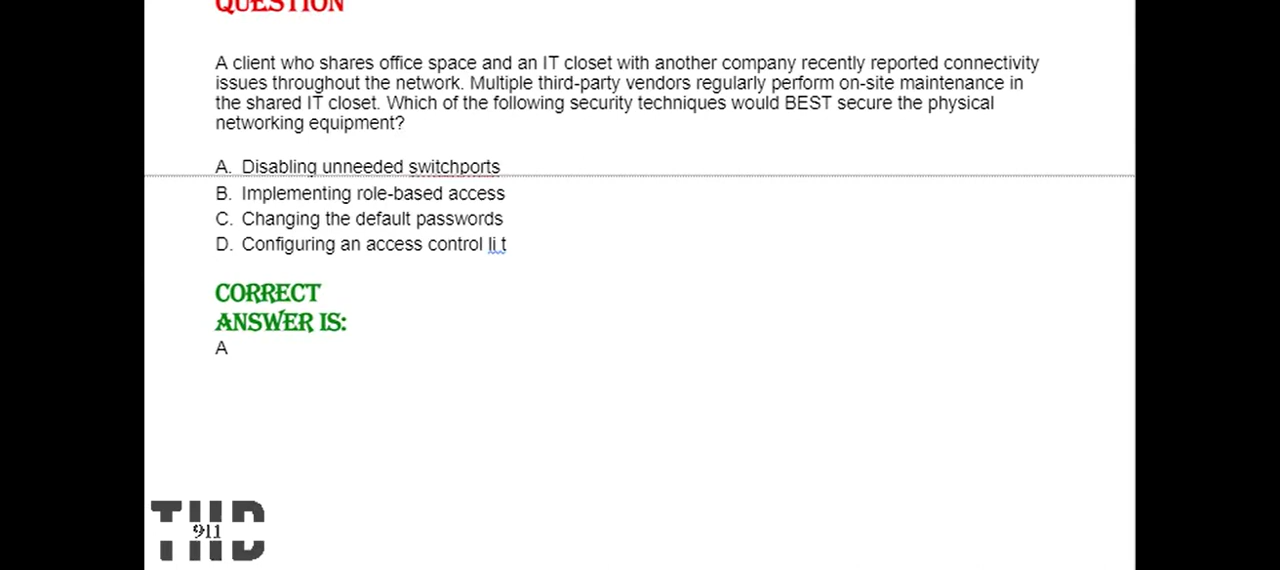 QUESTION
A client who shares office space and an IT closet with another company recently reported connectivity
issues throughout the network. Multiple third-party vendors regularly perform on-site maintenance in
the shared IT closet. Which of the following security techniques would BEST secure the physical
networking equipment?
A. Disabling unneeded switchports
B. Implementing role-based access
C. Changing the default passwords
D. Configuring an access control li t
CORRECT
ANSWER IS:
A
THD
911